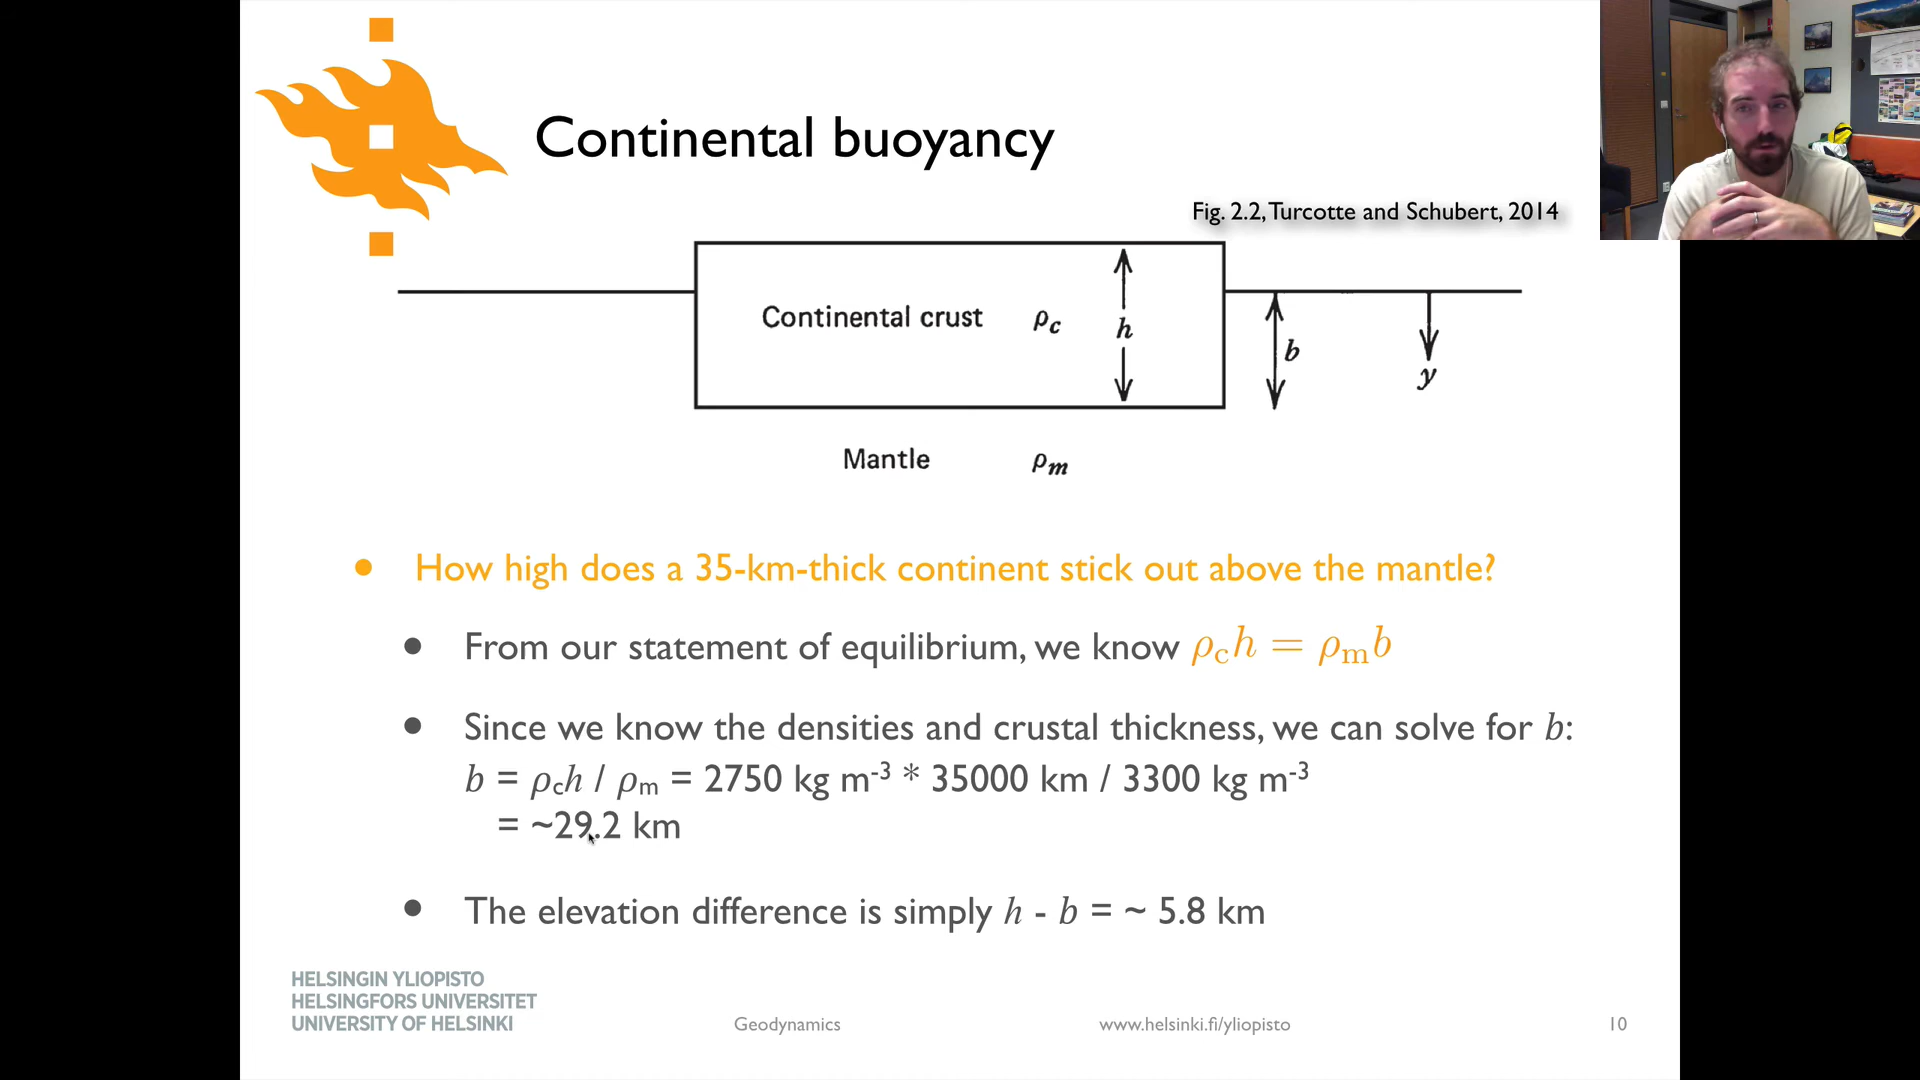 Continental buoyancy
Fig. 2.2, Turcotte and Schubert, 2014
Continental crust ρc h
b
y
Mantle ρm
• How high does a 35-km-thick continent stick out above the mantle?
• From our statement of equilibrium, we know ρch = ρmb
• Since we know the densities and crustal thickness, we can solve for b:
b = ρch / ρm = 2750 kg m-3 * 35000 km / 3300 kg m-3
= ~29.2 km
• The elevation difference is simply h - b = ~ 5.8 km
HELSINGIN YLIOPISTO
HELSINGFORS UNIVERSITET
UNIVERSITY OF HELSINKI
Geodynamics
www.helsinki.fi/yliopisto
10